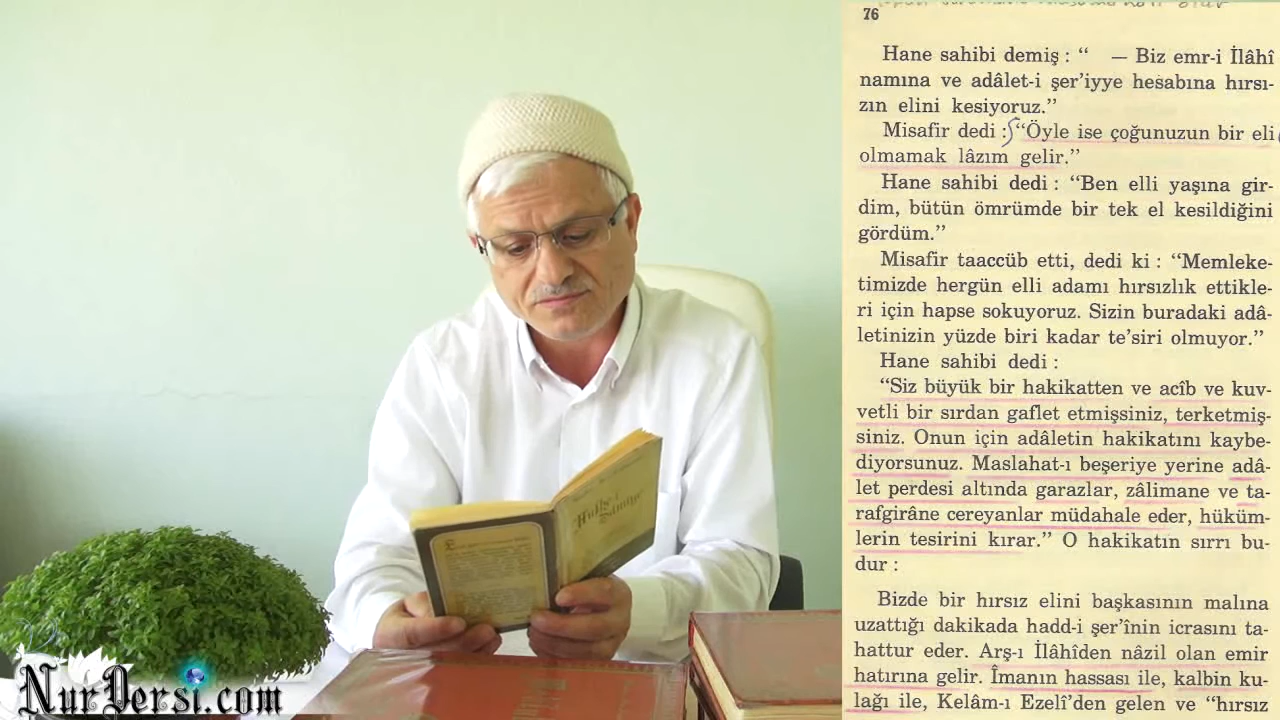 76
Hane sahibi demiş : “ — Biz emr-i İlâhî
namına ve adâlet-i şer’iyye hesabına hırsı-
zın elini kesiyoruz.”
Misafir dedi : “Öyle ise çoğunuzun bir eli
olmamak lâzım gelir.”
Hane sahibi dedi : “Ben elli yaşına gir-
dim, bütün ömrümde bir tek el kesildiğini
gördüm.”
Misafir taaccüb etti, dedi ki : “Memleke-
timizde hergün elli adamı hırsızlık ettikle-
ri için hapse sokuyoruz. Sizin buradaki adâ-
letinizin yüzde biri kadar te’siri olmuyor.”
Hane sahibi dedi :
“Siz büyük bir hakikatten ve acîb ve kuv-
vetli bir sırdan gaflet etmişsiniz, terketmiş-
siniz. Onun için adâletin hakikatını kaybe-
diyorsunuz. Maslahat-ı beşeriye yerine adâ-
let perdesi altında garazlar, zâlimane ve ta-
rafgirâne cereyanlar müdahale eder, hüküm-
lerin tesirini kırar.” O hakikatın sırrı bu-
dur :
Bizde bir hırsız elini başkasının malına
uzattığı dakikada hadd-i şer’înin icrasını ta-
hattur eder. Arş-ı İlâhîden nâzil olan emir
hatırına gelir. Îmanın hassası ile, kalbin ku-
lağı ile, Kelâm-ı Ezelî’den gelen ve “hırsız
NurDersi.com